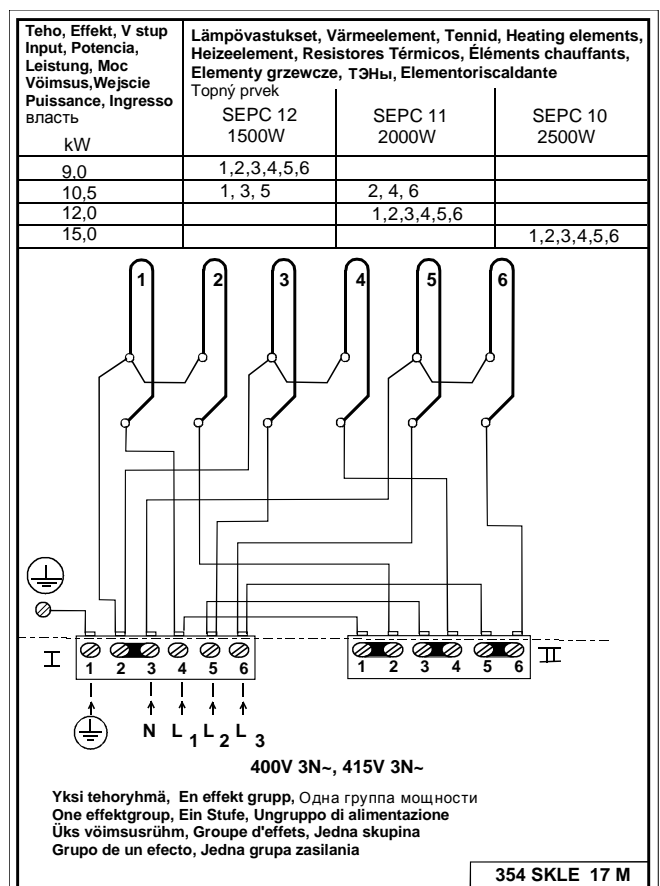 Teho, Effekt, V stup
Input, Potencia,
Leistung, Moc
Vöimsus,Wejscie
Puissance, Ingresso
власть
kW
Lämpövastukset, Värmeelement, Tennid, Heating elements,
Heizeelement, Resistores Térmicos, Éléments chauffants,
Elementy grzewcze, ТЭНы, Elementoriscaldante
Topný prvek
SEPC 12
1500W
SEPC 11
2000W
SEPC 10
2500W
9,0 1,2,3,4,5,6
10,5 1, 3, 5 2, 4, 6
12,0 1,2,3,4,5,6
15,0 1,2,3,4,5,6
1 2 3 4 5 6
I 1 2 3 4 5 6
1 2 3 4 5 6 II
N L1 L2 L3
400V 3N~, 415V 3N~
Yksi tehoryhmä, En effekt grupp, Одна группа мощности
One effektgroup, Ein Stufe, Ungruppo di alimentazione
Üks vöimsusrühm, Groupe d'effets, Jedna skupina
Grupo de un efecto, Jedna grupa zasilania
354 SKLE 17 M